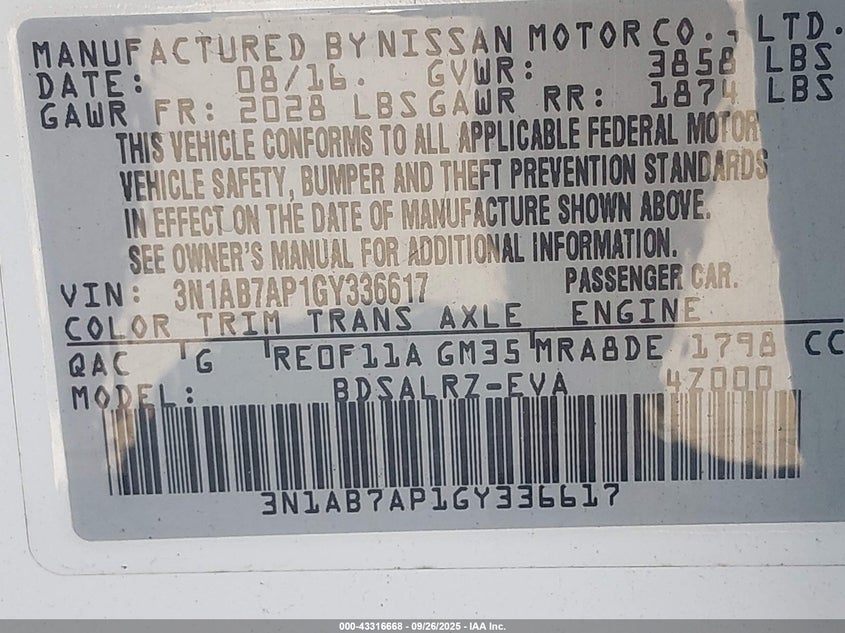 MANUFACTURED BY NISSAN MOTOR CO., LTD.
DATE: 08/16. GVWR: 3858 LBS
GAWR FR: 2028 LBS GAWR RR: 1874 LBS
THIS VEHICLE CONFORMS TO ALL APPLICABLE FEDERAL MOTOR
VEHICLE SAFETY, BUMPER AND THEFT PREVENTION STANDARDS
IN EFFECT ON THE DATE OF MANUFACTURE SHOWN ABOVE.
SEE OWNER'S MANUAL FOR ADDITIONAL INFORMATION.
VIN: 3N1AB7AP1GY336617 PASSENGER CAR.
COLOR TRIM TRANS AXLE ENGINE
QAC G RE0F11A GM35 MRA8DE 1798 CC
MODEL: BDSALRZ-EVA 47000
3N1AB7AP1GY336617
000-43316668 - 09/26/2025 - IAA Inc.